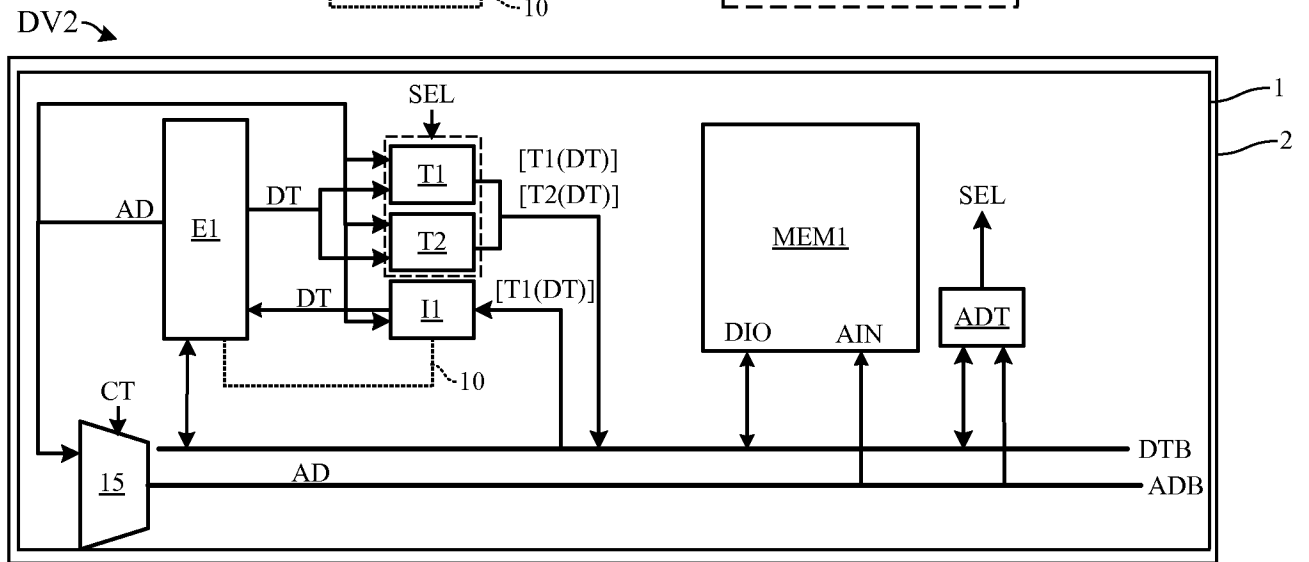 10
DV2
1
2
SEL
[T1(DT)]
[T2(DT)]
T1
T2
AD
E1
DT
DT
I1
[T1(DT)]
10
MEM1
DIO
AIN
SEL
ADT
CT
15
AD
DTB
ADB